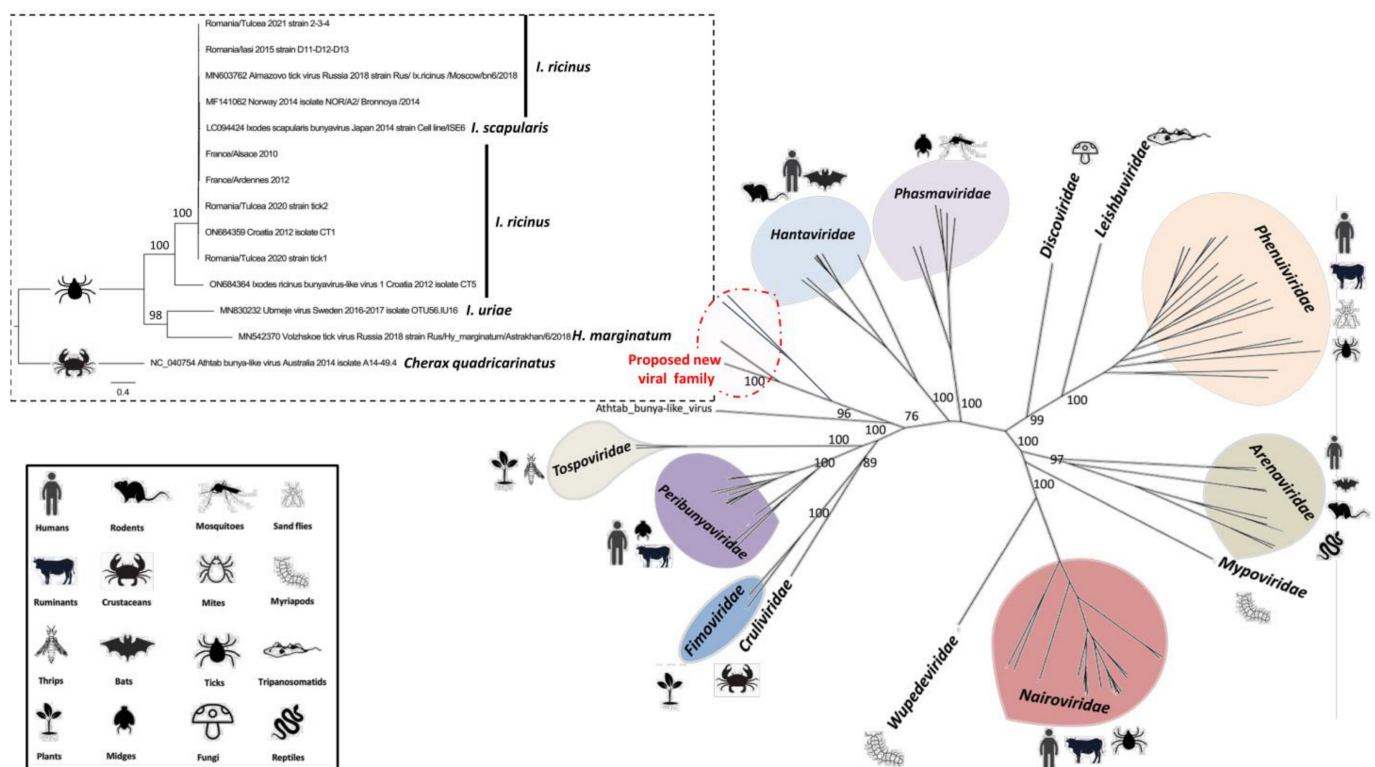 Romania/Tulcea 2021 strain 2-3-4
Romania/Iasi 2015 strain D11-D12-D13
I. ricinus
MN603762 Almazovo tick virus Russia 2018 strain Rus/ Ix.ricinus /Moscow/bn6/2018
MF141062 Norway 2014 isolate NOR/A2/ Bronnoya /2014
LC094424 Ixodes scapularis bunyavirus Japan 2014 strain Cell line/ISE6 I. scapularis
France/Alsace 2010
France/Ardennes 2012
Romania/Tulcea 2020 strain tick2
100
I. ricinus
ON684359 Croatia 2012 isolate CT1
100
Romania/Tulcea 2020 strain tick1
ON684364 Ixodes ricinus bunyavirus-like virus 1 Croatia 2012 isolate CT5
MN830232 Ubmeje virus Sweden 2016-2017 isolate OTU56.IU16 I. uriae
98
MN542370 Volzhskoe tick virus Russia 2018 strain Rus/Hy_marginatum/Astrakhan/6/2018 H. marginatum
NC_040754 Athtab bunya-like virus Australia 2014 isolate A14-49.4 Cherax quadricarinatus
0.4
Hantaviridae
Phasmaviridae
Discoviridae
Leishbuviridae
Phenuiviridae
Proposed new
viral family
100
96
76
100
100
99
100
Athtab_bunya-like_virus
100
100
100
97
Tospoviridae
100
89
100
Peribunyaviridae
100
Arenaviridae
Mypoviridae
Fimoviridae
Cruliviridae
Wupedeviridae
Nairoviridae
Humans
Rodents
Mosquitoes
Sand flies
Ruminants
Crustaceans
Mites
Myriapods
Thrips
Bats
Ticks
Tripanosomatids
Plants
Midges
Fungi
Reptiles